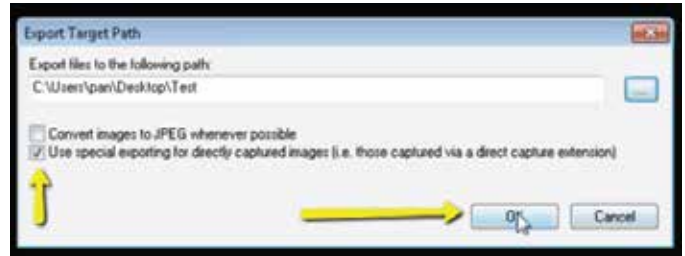 Export Target Path
Export files to the following path:
C:\Users\pan\Desktop\Test
...
Convert images to JPEG whenever possible
Use special exporting for directly captured images (i.e. those captured via a direct capture extension)
OK
Cancel